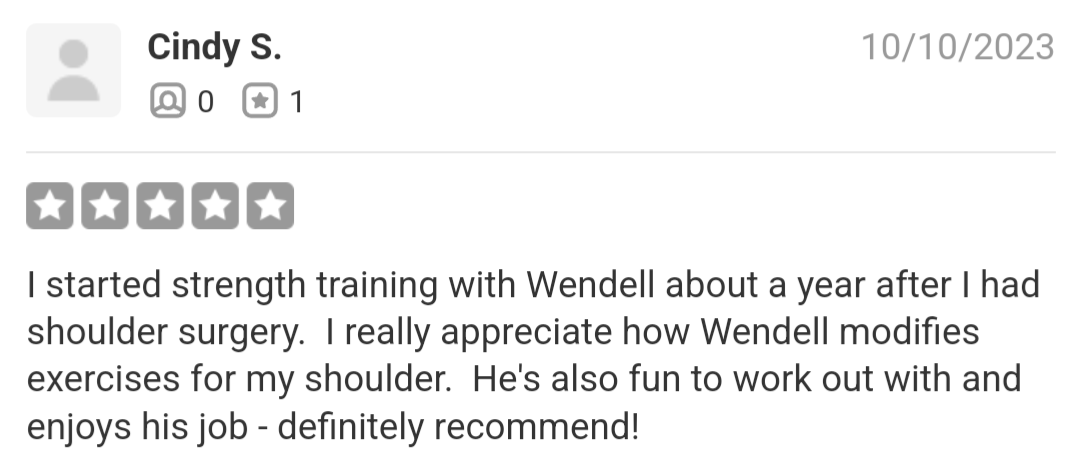 Cindy S.
10/10/2023
0 1
I started strength training with Wendell about a year after I had
shoulder surgery.  I really appreciate how Wendell modifies
exercises for my shoulder.  He's also fun to work out with and
enjoys his job - definitely recommend!